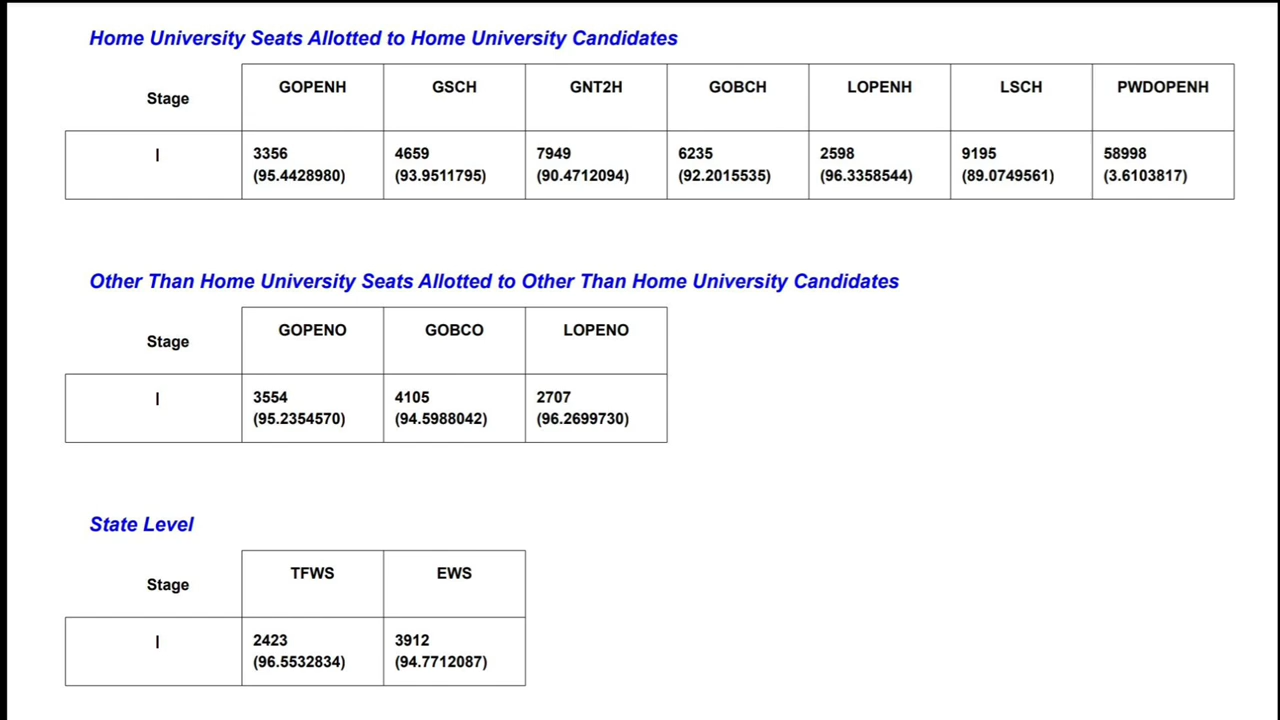 Home University Seats Allotted to Home University Candidates
Stage GOPENH GSCH GNT2H GOBCH LOPENH LSCH PWDOPENH
I 3356 4659 7949 6235 2598 9195 58998
(95.4428980) (93.9511795) (90.4712094) (92.2015535) (96.3358544) (89.0749561) (3.6103817)
Other Than Home University Seats Allotted to Other Than Home University Candidates
Stage GOPENO GOBCO LOPENO
I 3554 4105 2707
(95.2354570) (94.5988042) (96.2699730)
State Level
Stage TFWS EWS
I 2423 3912
(96.5532834) (94.7712087)